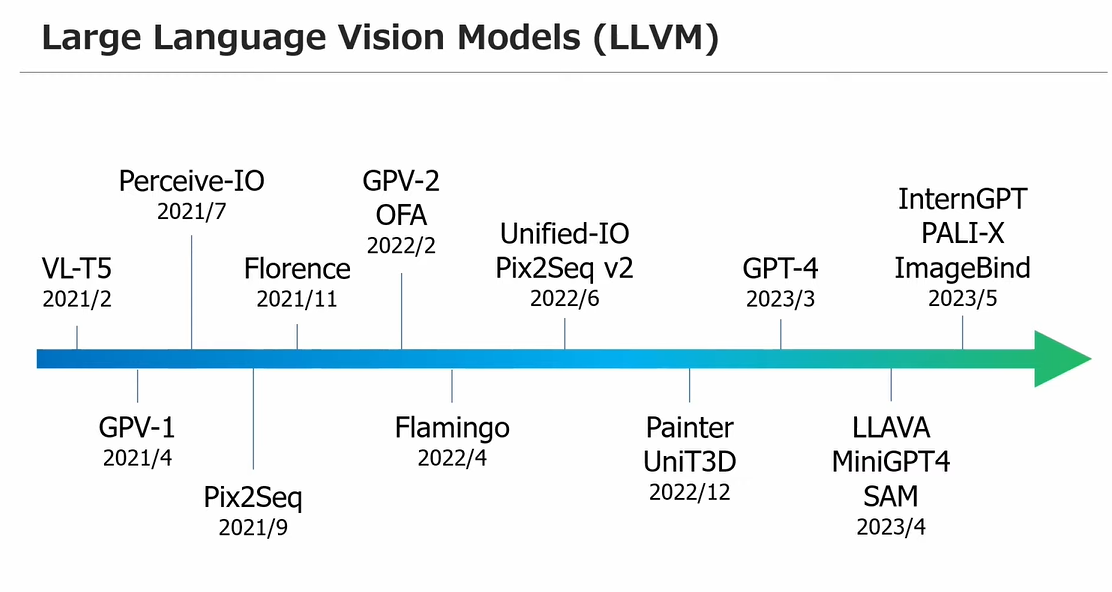 Large Language Vision Models (LLVM)
Perceive-IO
2021/7
GPV-2
OFA
2022/2
InternGPT
PALI-X
ImageBind
2023/5
Unified-IO
Pix2Seq v2
2022/6
VL-T5
2021/2
Florence
2021/11
GPT-4
2023/3
GPV-1
2021/4
Flamingo
2022/4
Painter
UniT3D
2022/12
LLAVA
MiniGPT4
SAM
2023/4
Pix2Seq
2021/9